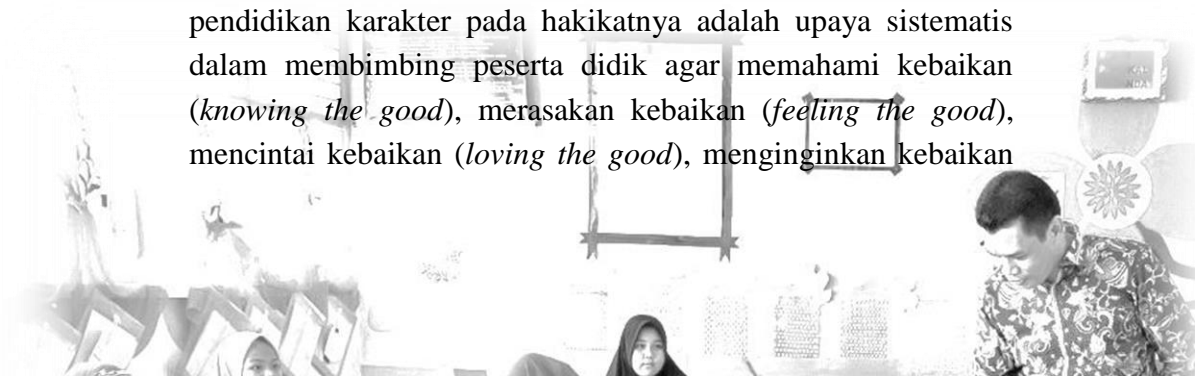 pendidikan karakter pada hakikatnya adalah upaya sistematis
dalam membimbing peserta didik agar memahami kebaikan
(knowing the good), merasakan kebaikan (feeling the good),
mencintai kebaikan (loving the good), menginginkan kebaikan